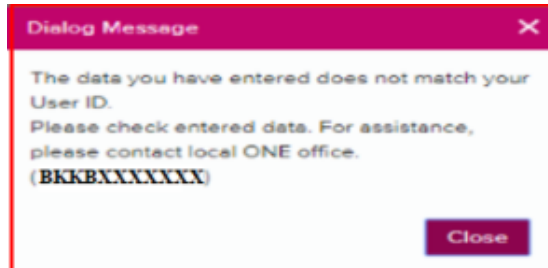 Dialog Message
The data you have entered does not match your
User ID.
Please check entered data. For assistance,
please contact local ONE office.
(BKKBXXXXXXX)
Close